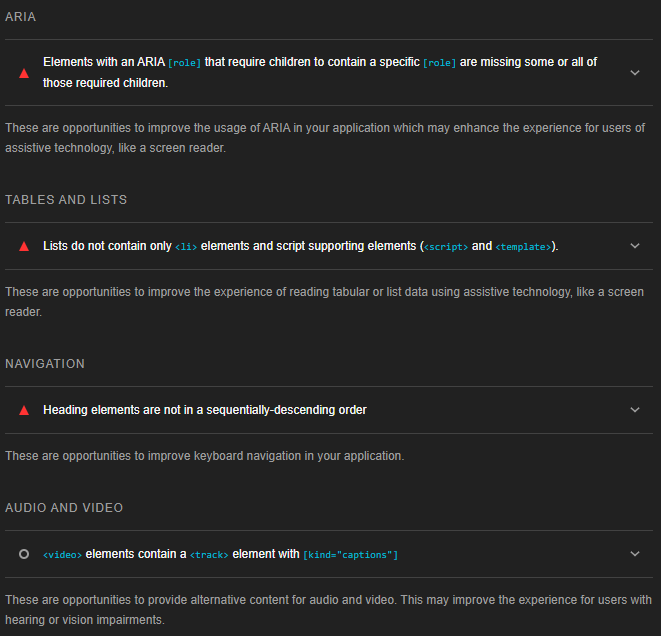 ARIA
Elements with an ARIA [role] that require children to contain a specific [role] are missing some or all of
those required children.
These are opportunities to improve the usage of ARIA in your application which may enhance the experience for users of
assistive technology, like a screen reader.
TABLES AND LISTS
Lists do not contain only <li> elements and script supporting elements (<script> and <template>).
These are opportunities to improve the experience of reading tabular or list data using assistive technology, like a screen
reader.
NAVIGATION
Heading elements are not in a sequentially-descending order
These are opportunities to improve keyboard navigation in your application.
AUDIO AND VIDEO
<video> elements contain a <track> element with [kind="captions"]
These are opportunities to provide alternative content for audio and video. This may improve the experience for users with
hearing or vision impairments.